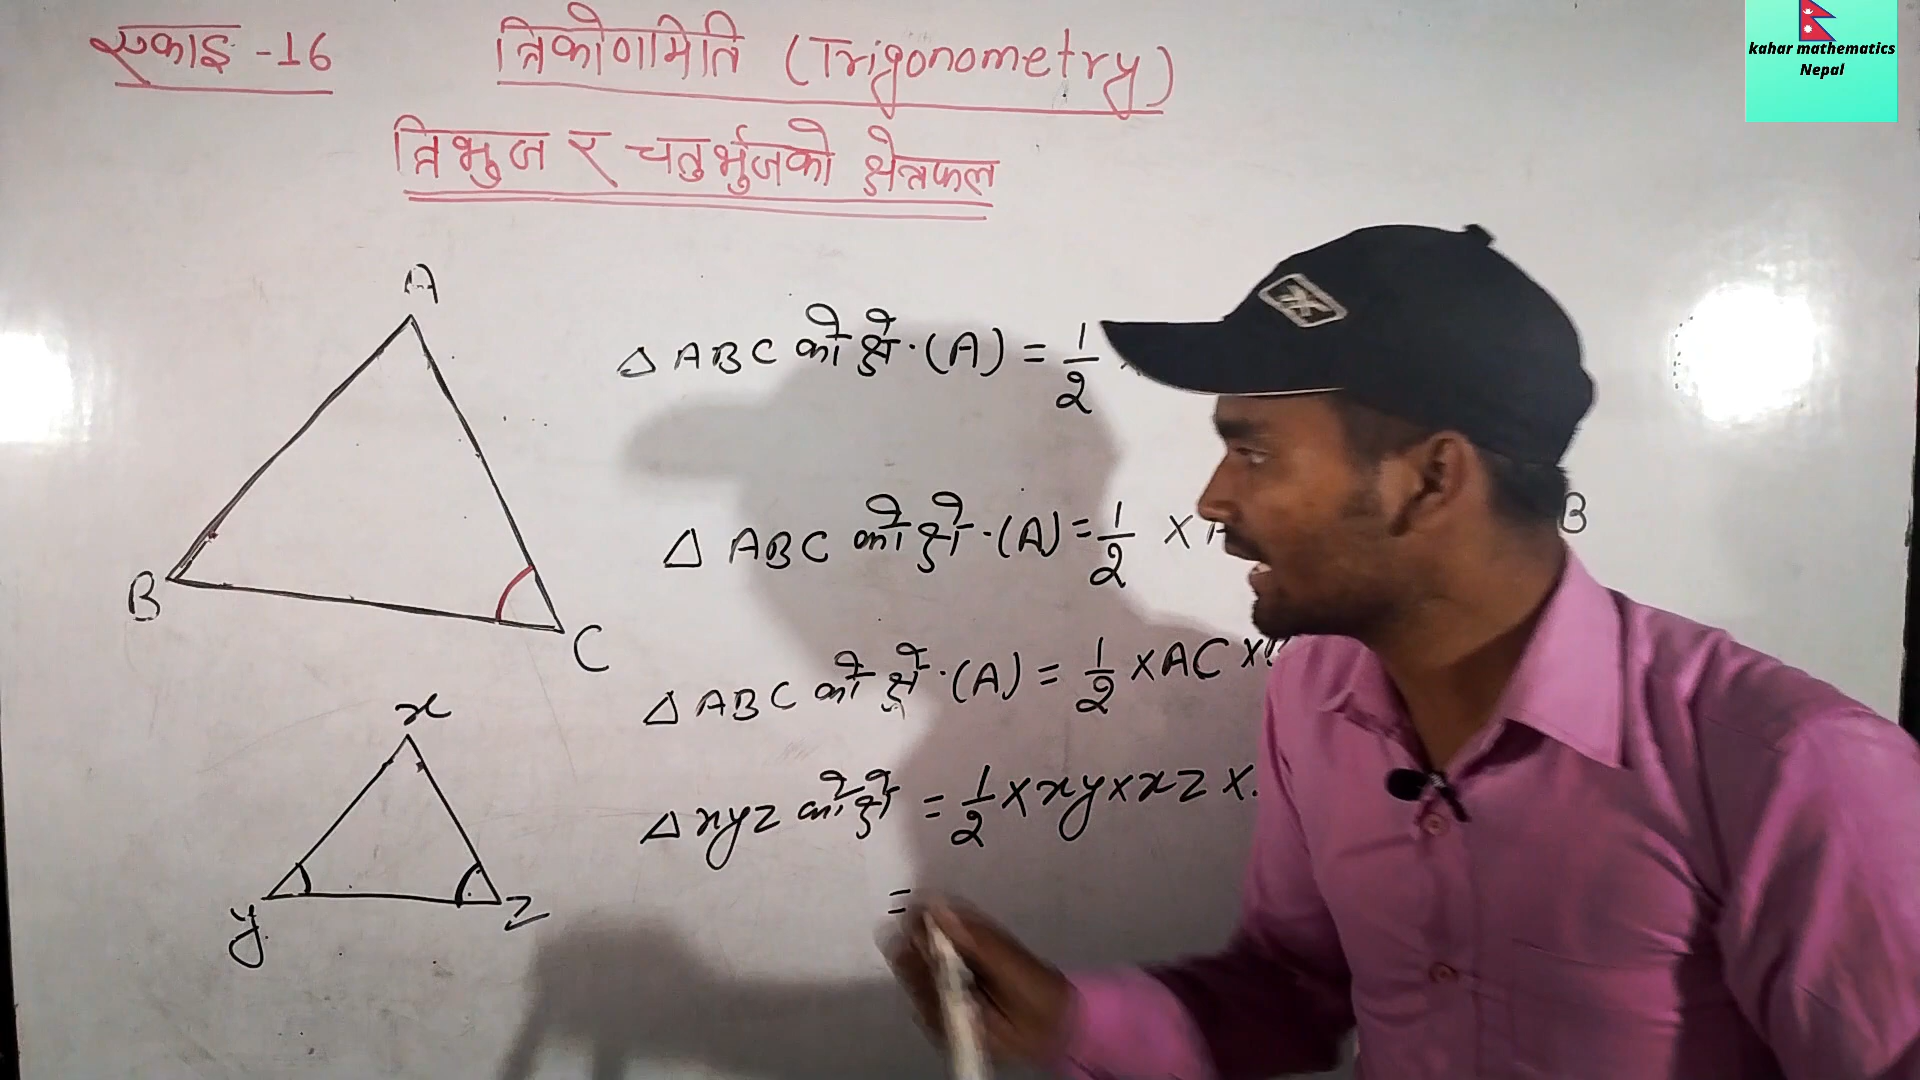 एकाइ - 16
त्रिकोणमिति (Trigonometry)
त्रिभुज र चतुर्भुजको क्षेत्रफल
kahar mathematics
Nepal
A
B
C
△ ABC को क्षे. (A) = 1/2
△ ABC को क्षे. (A) = 1/2 ×
B
△ ABC को क्षे. (A) = 1/2 × AC ×
x
y
z
△ xyz को क्षे = 1/2 × xy × xz ×
=